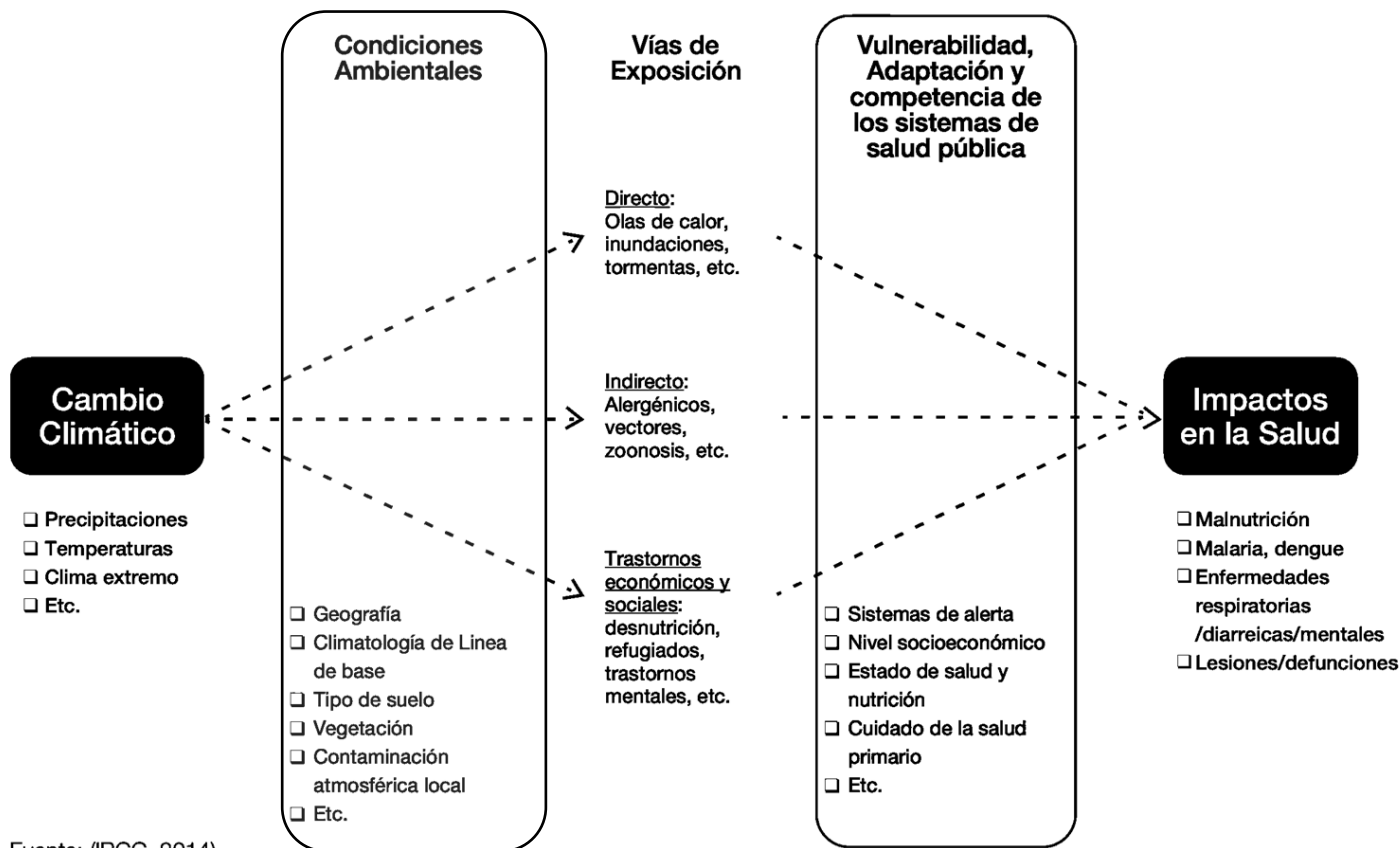 Condiciones
Ambientales
Vías de
Exposición
Vulnerabilidad,
Adaptación y
competencia de
los sistemas de
salud pública
Directo:
Olas de calor,
inundaciones,
tormentas, etc.
Cambio
Climático
Indirecto:
Alergénicos,
vectores,
zoonosis, etc.
Impactos
en la Salud
❑ Precipitaciones
❑ Temperaturas
❑ Clima extremo
❑ Etc.
❑ Geografía
❑ Climatología de Linea
de base
❑ Tipo de suelo
❑ Vegetación
❑ Contaminación
atmosférica local
❑ Etc.
Trastornos
económicos y
sociales:
desnutrición,
refugiados,
trastornos
mentales, etc.
❑ Sistemas de alerta
❑ Nivel socioeconómico
❑ Estado de salud y
nutrición
❑ Cuidado de la salud
primario
❑ Etc.
❑ Malnutrición
❑ Malaria, dengue
❑ Enfermedades
respiratorias
/diarreicas/mentales
❑ Lesiones/defunciones
Fuente: (IPCC, 2014)